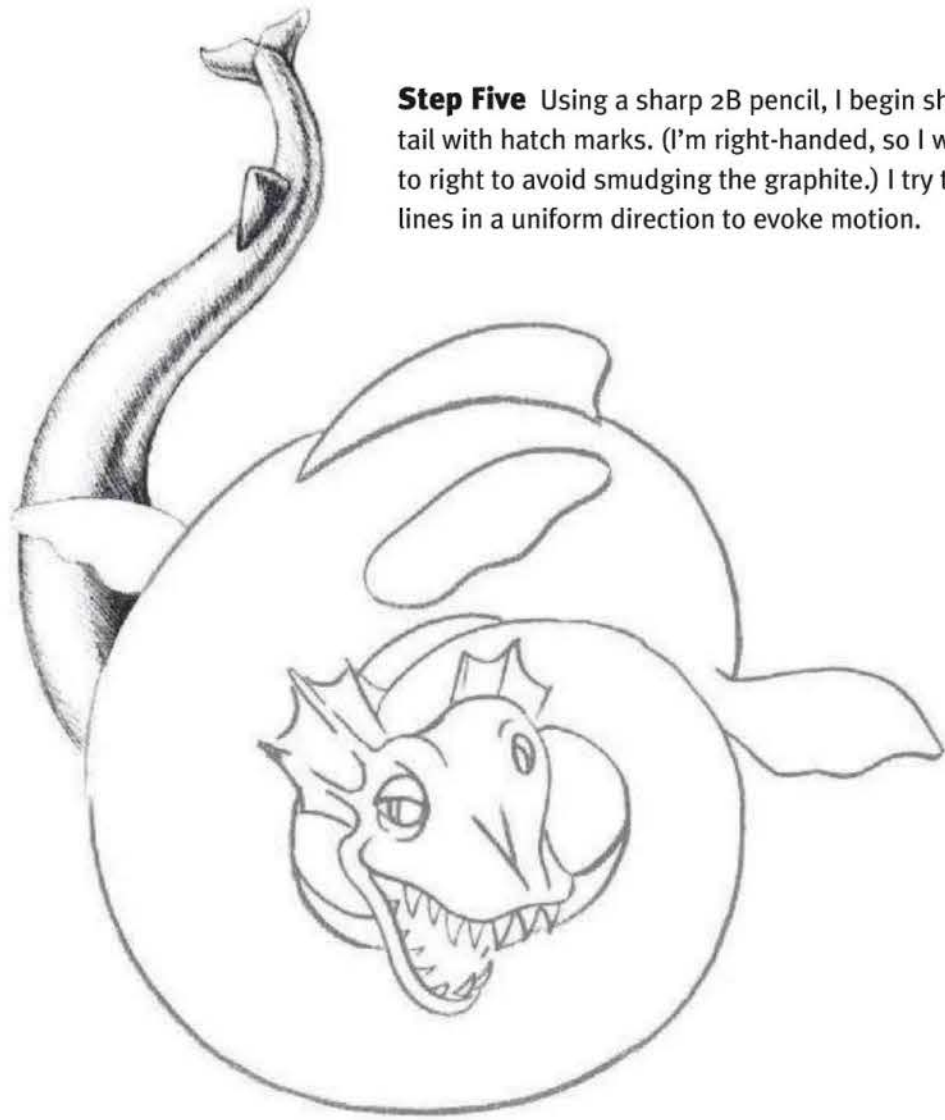 Step Five Using a sharp 2B pencil, I begin sh
tail with hatch marks. (I'm right-handed, so I w
to right to avoid smudging the graphite.) I try t
lines in a uniform direction to evoke motion.